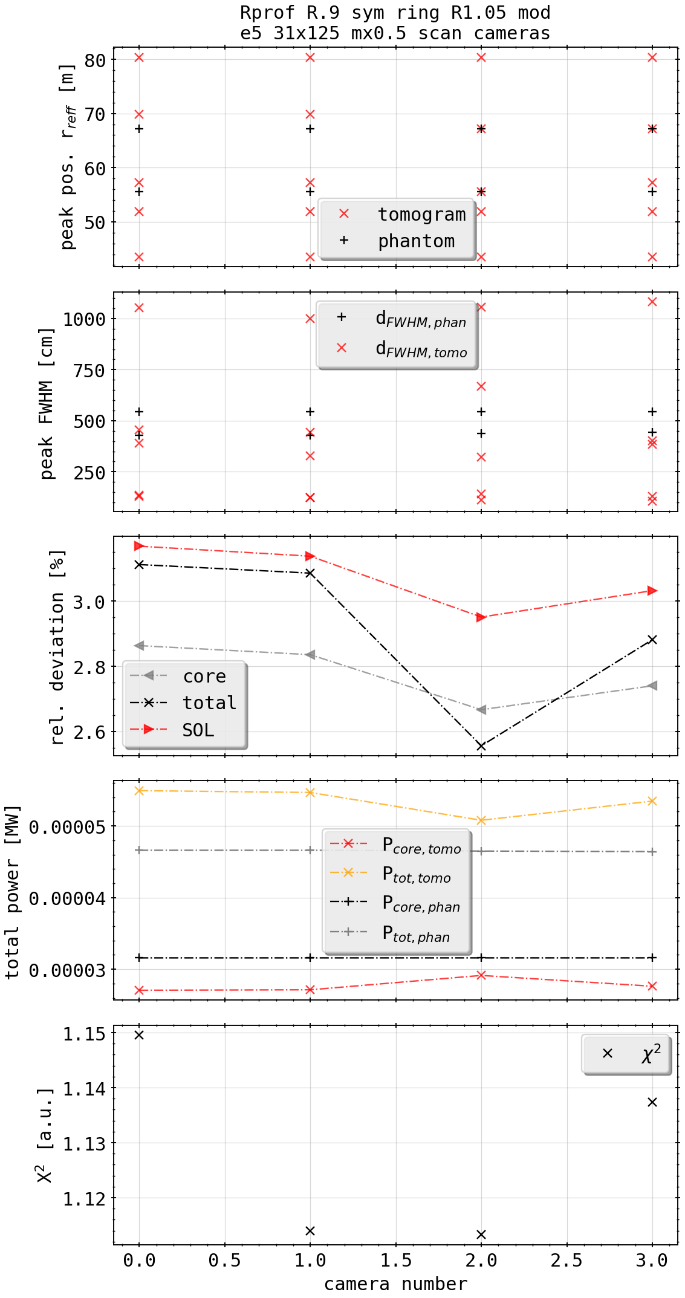 Rprof R.9 sym ring R1.05 mod
e5 31x125 mx0.5 scan cameras
peak pos. r_reff [m]
80
70
60
50
tomogram
phantom
peak FWHM [cm]
1000
750
500
250
d_FWHM,phan
d_FWHM,tomo
rel. deviation [%]
3.0
2.8
2.6
core
total
SOL
total power [MW]
0.00005
0.00004
0.00003
P_core,tomo
P_tot,tomo
P_core,phan
P_tot,phan
X² [a.u.]
1.15
1.14
1.13
1.12
χ²
0.0 0.5 1.0 1.5 2.0 2.5 3.0
camera number